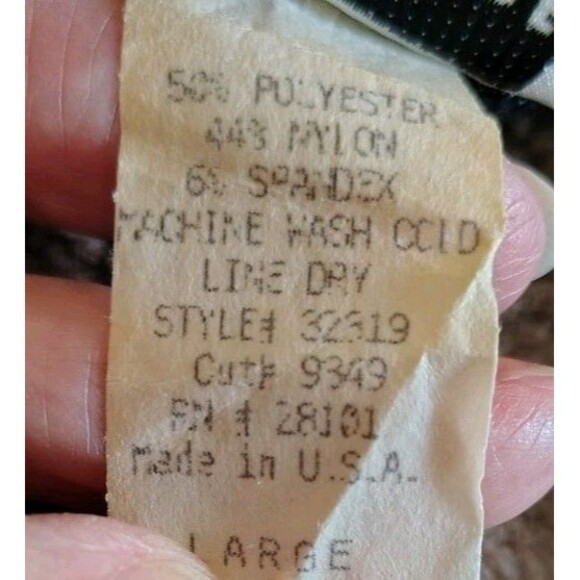 50% POLYESTER
44% NYLON
6% SPANDEX
MACHINE WASH COLD
LINE DRY
STYLE# 32319
Cut# 9349
RN # 28101
Made in U.S.A.
LARGE